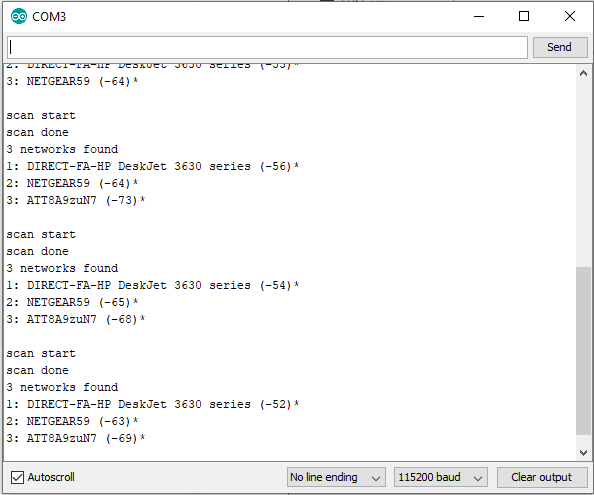 COM3
Send
2: DIRECT-FA-HP DeskJet 3630 series (-53)*
3: NETGEAR59 (-64)*
scan start
scan done
3 networks found
1: DIRECT-FA-HP DeskJet 3630 series (-56)*
2: NETGEAR59 (-64)*
3: ATT8A9zuN7 (-73)*
scan start
scan done
3 networks found
1: DIRECT-FA-HP DeskJet 3630 series (-54)*
2: NETGEAR59 (-65)*
3: ATT8A9zuN7 (-68)*
scan start
scan done
3 networks found
1: DIRECT-FA-HP DeskJet 3630 series (-52)*
2: NETGEAR59 (-63)*
3: ATT8A9zuN7 (-69)*
Autoscroll
No line ending
115200 baud
Clear output